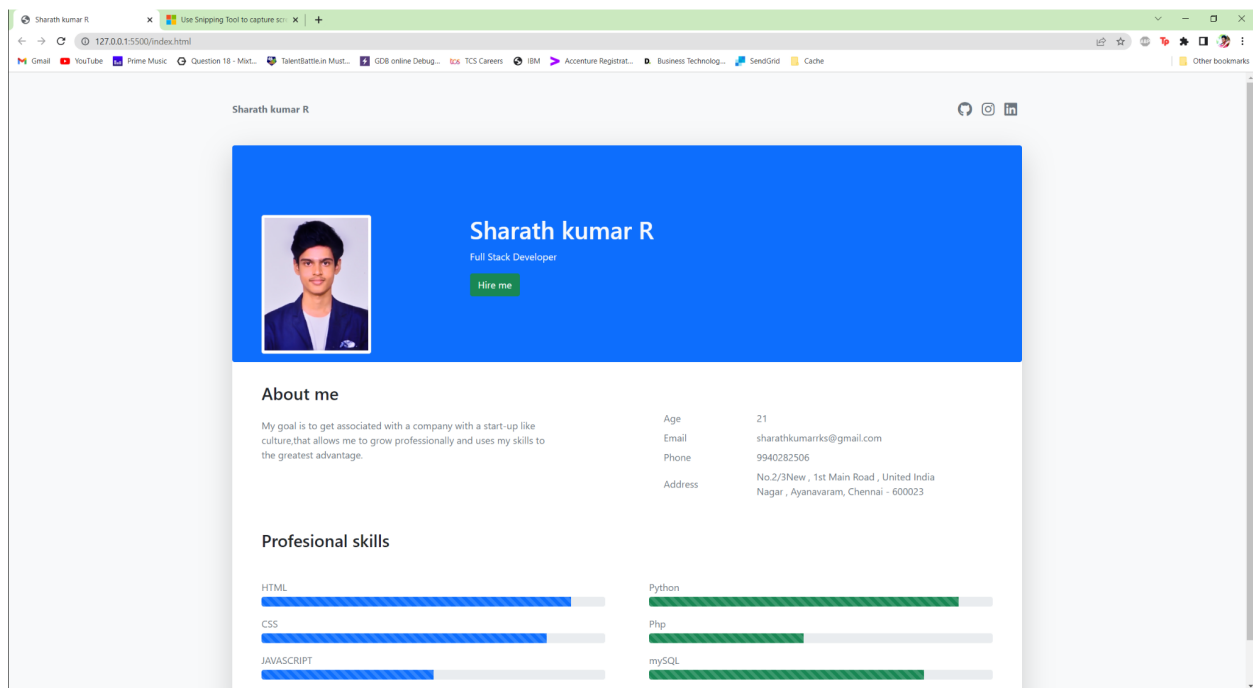 Sharath kumar R
Use Snipping Tool to capture scr
127.0.0.1:5500/index.html
Gmail YouTube Prime Music Question 18 - Mixt... TalentBattle.in Must... GDB online Debug... TCS Careers IBM Accenture Registrat... Business Technolog... SendGrid Cache Other bookmarks
Sharath kumar R
Sharath kumar R
Full Stack Developer
Hire me
About me
My goal is to get associated with a company with a start-up like
culture,that allows me to grow professionally and uses my skills to
the greatest advantage.
Age 21
Email sharathkumarrks@gmail.com
Phone 9940282506
Address No.2/3New , 1st Main Road , United India
Nagar , Ayanavaram, Chennai - 600023
Profesional skills
HTML Python
CSS Php
JAVASCRIPT mySQL